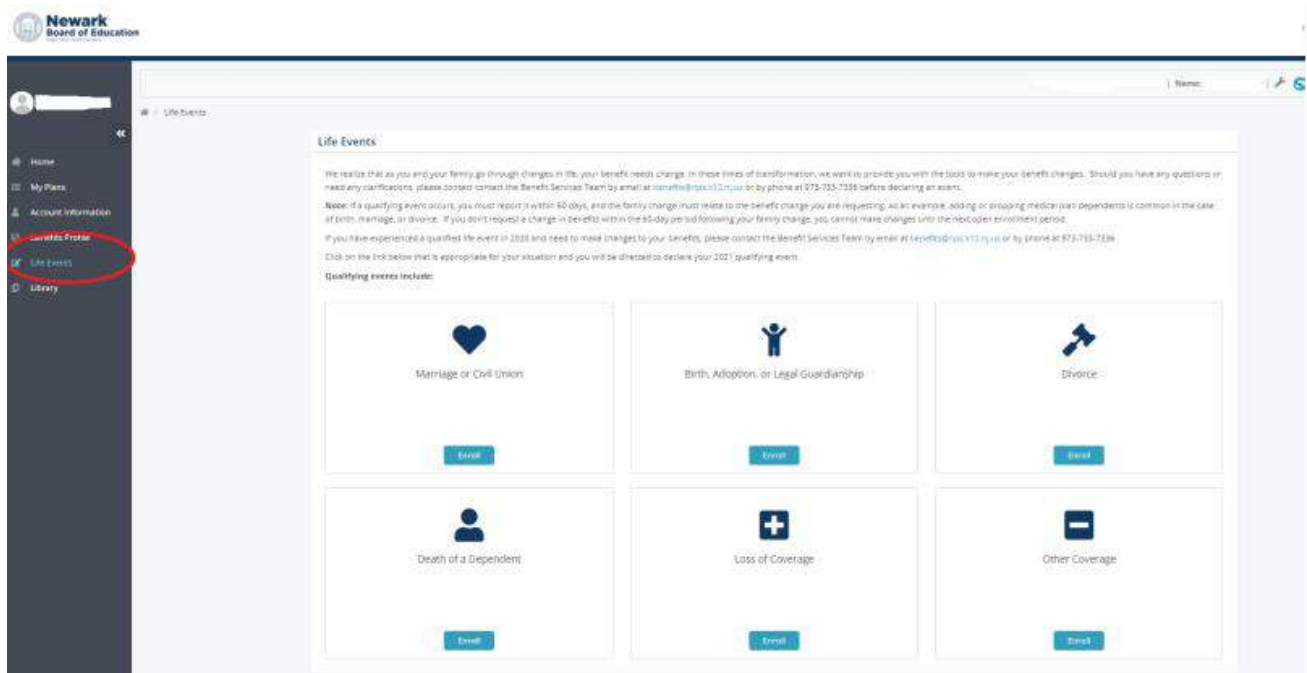 Newark
Board of Education
| Name:
/ Life Events
Home
My Plans
Account Information
Benefits Profile
Life Events
Library
Life Events
We realize that as you and your family go through changes in life, your benefit needs change. In these times of transformation, we want to provide you with the tools to make your benefit changes. Should you have any questions or
need any clarifications, please contact contact the Benefit Services Team by email at benefits@nps.k12.nj.us or by phone at before declaring an event.
Note: If a qualifying event occurs, you must report it within 60 days, and the family change must relate to the benefit change you are requesting. As an example, adding or dropping medical plan dependents is common in the case
of birth, marriage, or divorce. If you don't request a change in benefits within the 60-day period following your family change, you cannot make changes until the next open enrollment period
If you have experienced a qualified life event in 2020 and need to make changes to your benefits, please contact the Benefit Services Team by email at benefits@nps.k12.nj.us or by phone at
Click on the link below that is appropriate for your situation and you will be directed to declare your 2021 qualifying event.
Qualifying events include:
Marriage or Civil Union
Birth, Adoption, or Legal Guardianship
Divorce
Enroll
Enroll
Enroll
Death of a Dependent
Loss of Coverage
Other Coverage
Enroll
Enroll
Enroll